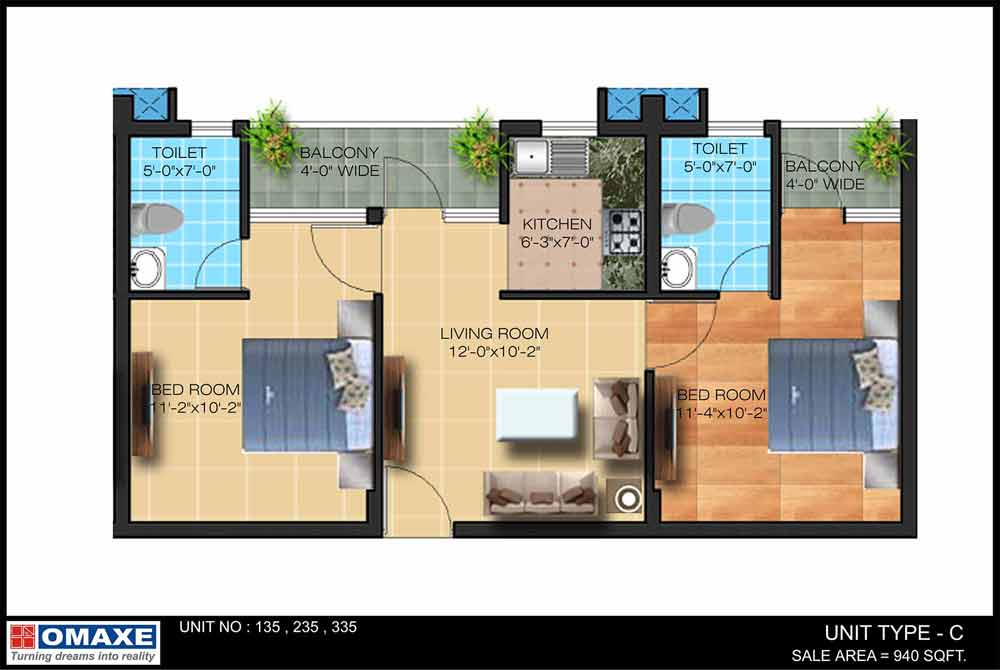 TOILET
5'-0"x7'-0"
BALCONY
4'-0" WIDE
KITCHEN
6'-3"x7'-0"
TOILET
5'-0"x7'-0"
BALCONY
4'-0" WIDE
LIVING ROOM
12'-0"x10'-2"
BED ROOM
11'-2"x10'-2"
BED ROOM
11'-4"x10'-2"
OMAXE
Turning dreams into reality
UNIT NO : 135 , 235 , 335
UNIT TYPE - C
SALE AREA = 940 SQFT.